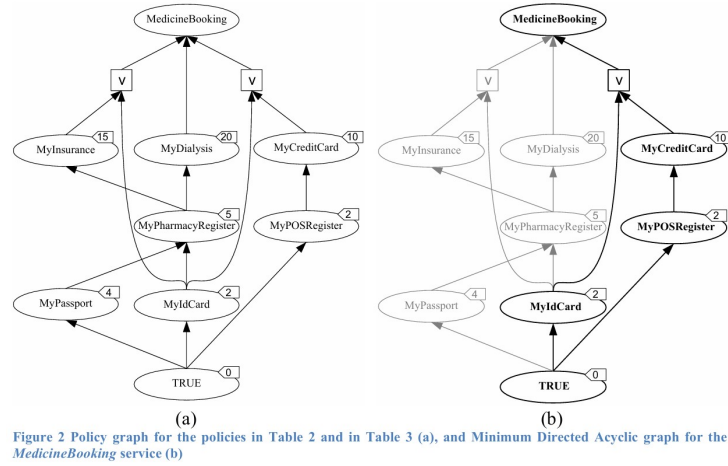 MedicineBooking
V
V
15
20
10
MyInsurance
MyDialysis
MyCreditCard
5
2
MyPharmacyRegister
MyPOSRegister
4
2
MyPassport
MyIdCard
0
TRUE
(a)
MedicineBooking
V
V
15
20
10
MyInsurance
MyDialysis
MyCreditCard
5
2
MyPharmacyRegister
MyPOSRegister
4
2
MyPassport
MyIdCard
0
TRUE
(b)
Figure 2 Policy graph for the policies in Table 2 and in Table 3 (a), and Minimum Directed Acyclic graph for the
MedicineBooking service (b)